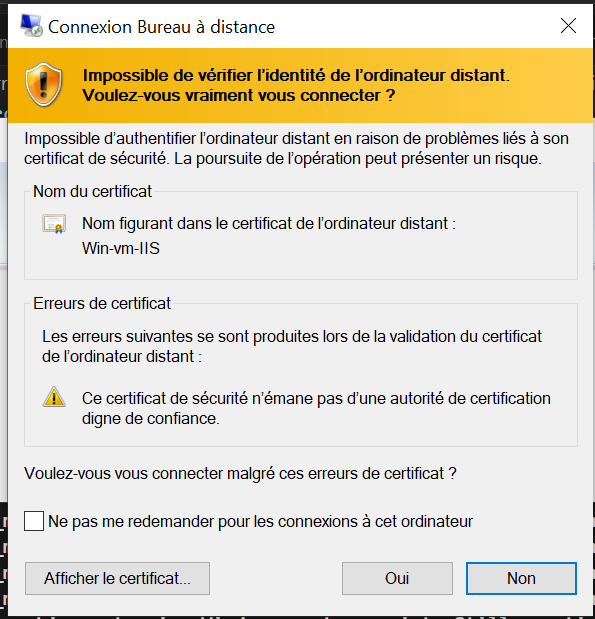 Connexion Bureau à distance
Impossible de vérifier l’identité de l’ordinateur distant.
Voulez-vous vraiment vous connecter ?
Impossible d’authentifier l’ordinateur distant en raison de problèmes liés à son
certificat de sécurité. La poursuite de l’opération peut présenter un risque.
Nom du certificat
Nom figurant dans le certificat de l’ordinateur distant :
Win-vm-IIS
Erreurs de certificat
Les erreurs suivantes se sont produites lors de la validation du certificat
de l’ordinateur distant :
Ce certificat de sécurité n’émane pas d’une autorité de certification
digne de confiance.
Voulez-vous vous connecter malgré ces erreurs de certificat ?
Ne pas me redemander pour les connexions à cet ordinateur
Afficher le certificat...
Oui
Non